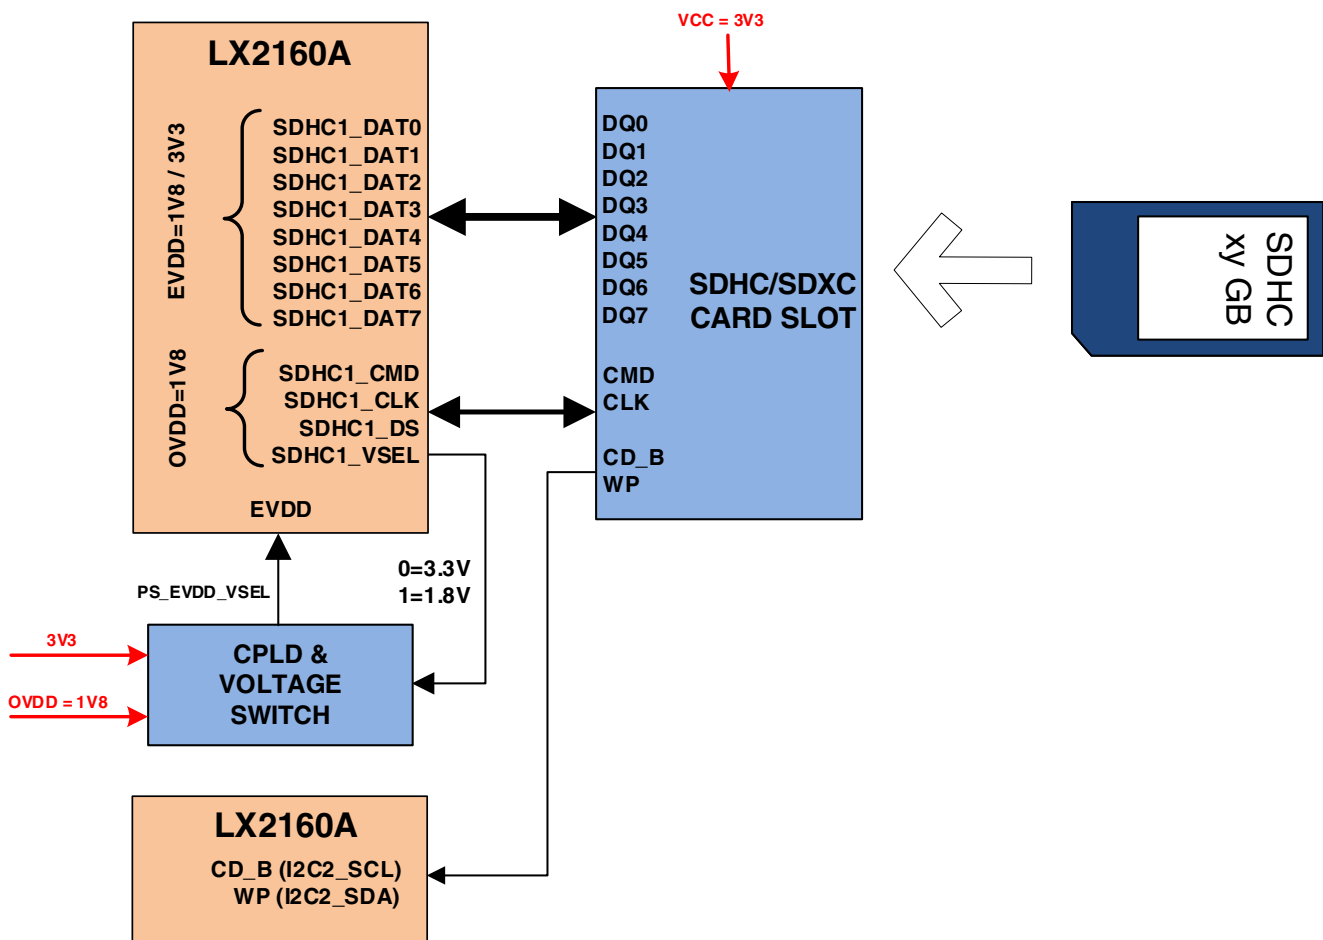 LX2160A
EVDD=1V8 / 3V3
SDHC1_DAT0
SDHC1_DAT1
SDHC1_DAT2
SDHC1_DAT3
SDHC1_DAT4
SDHC1_DAT5
SDHC1_DAT6
SDHC1_DAT7
OVDD=1V8
SDHC1_CMD
SDHC1_CLK
SDHC1_DS
SDHC1_VSEL
EVDD
VCC = 3V3
DQ0
DQ1
DQ2
DQ3
DQ4
DQ5
DQ6
DQ7
SDHC/SDXC
CARD SLOT
CMD
CLK
CD_B
WP
SDHC
xy GB
0=3.3V
1=1.8V
PS_EVDD_VSEL
3V3
OVDD = 1V8
CPLD &
VOLTAGE
SWITCH
LX2160A
CD_B (I2C2_SCL)
WP (I2C2_SDA)